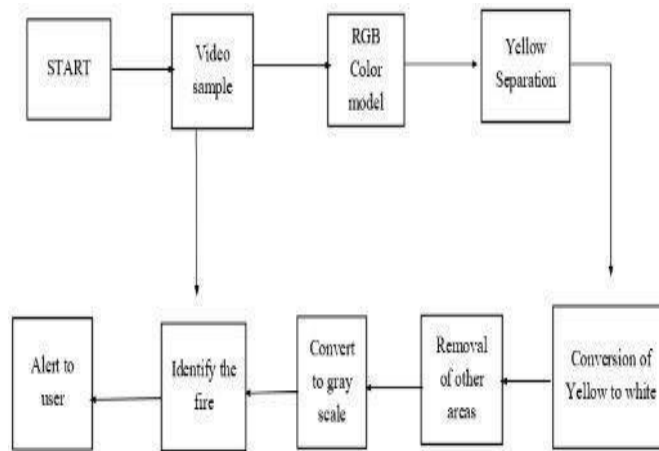 START
Video
sample
RGB
Color
model
Yellow
Separation
Alert to
user
Identify the
fire
Convert
to gray
scale
Removal
of other
areas
Conversion of
Yellow to white